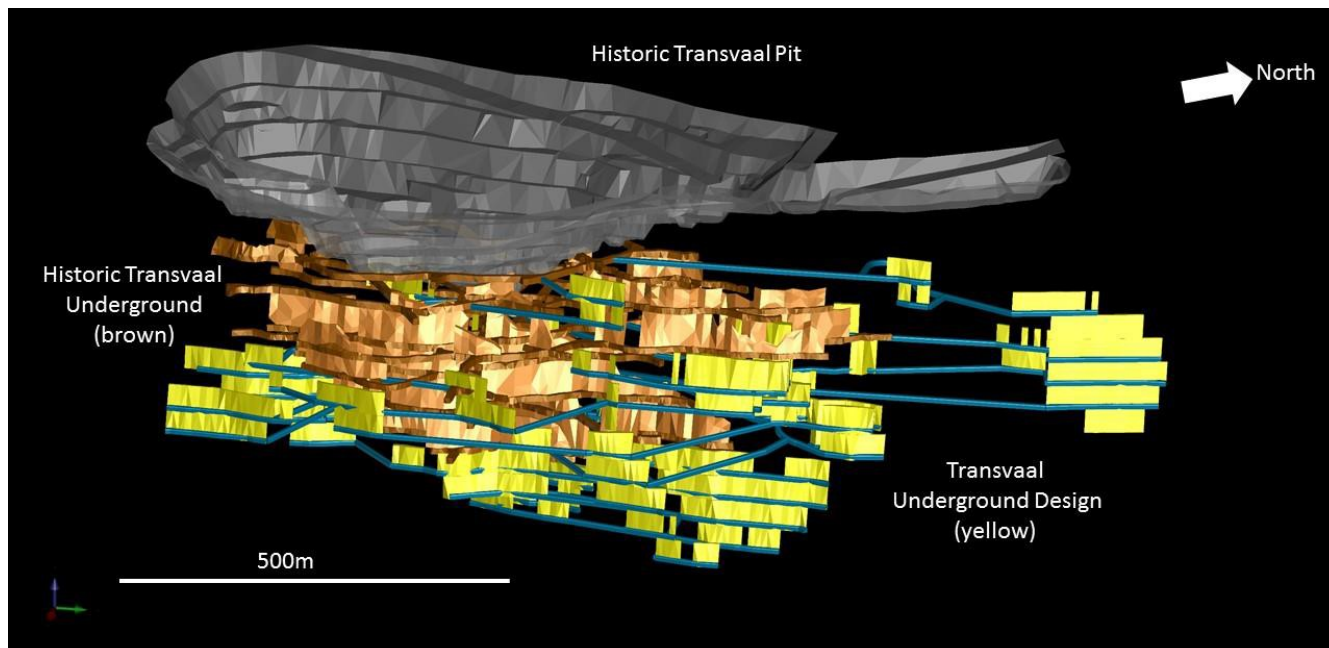 Historic Transvaal Pit
North
Historic Transvaal
Underground
(brown)
Transvaal
Underground Design
(yellow)
500m